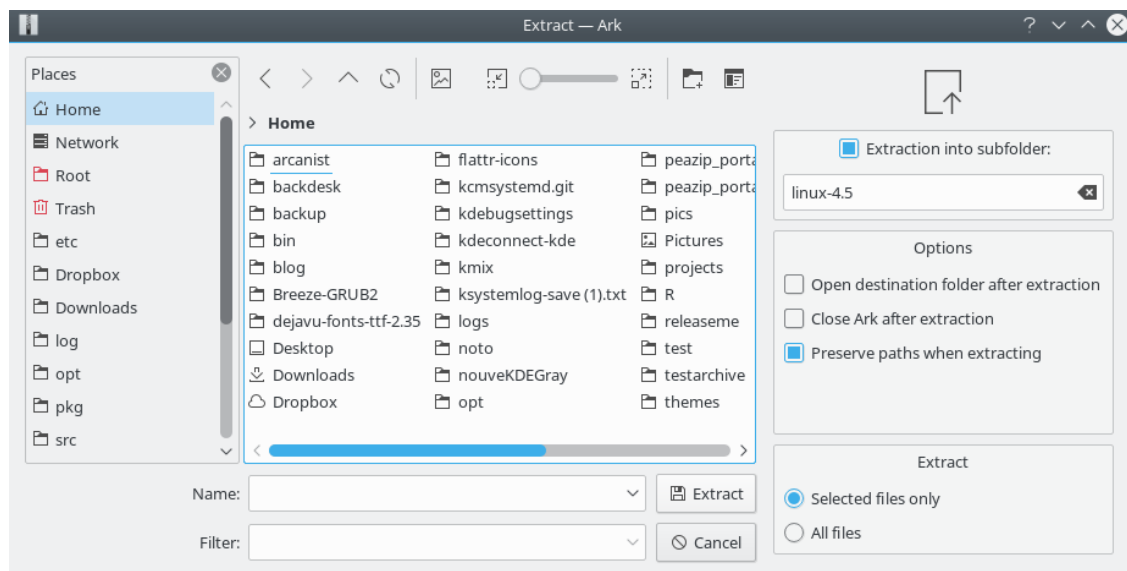 Extract — Ark
Places
Home
Network
Root
Trash
etc
Dropbox
Downloads
log
opt
pkg
src
Home
arcanist
backdesk
backup
bin
blog
Breeze-GRUB2
dejavu-fonts-ttf-2.35
Desktop
Downloads
Dropbox
flattr-icons
kcmsystemd.git
kdebugsettings
kdeconnect-kde
kmix
ksystemlog-save (1).txt
logs
noto
nouveKDEGray
opt
peazip_porta
peazip_porta
pics
Pictures
projects
R
releaseme
test
testarchive
themes
Name:
Extract
Filter:
Cancel
Extraction into subfolder:
linux-4.5
Options
Open destination folder after extraction
Close Ark after extraction
Preserve paths when extracting
Extract
Selected files only
All files